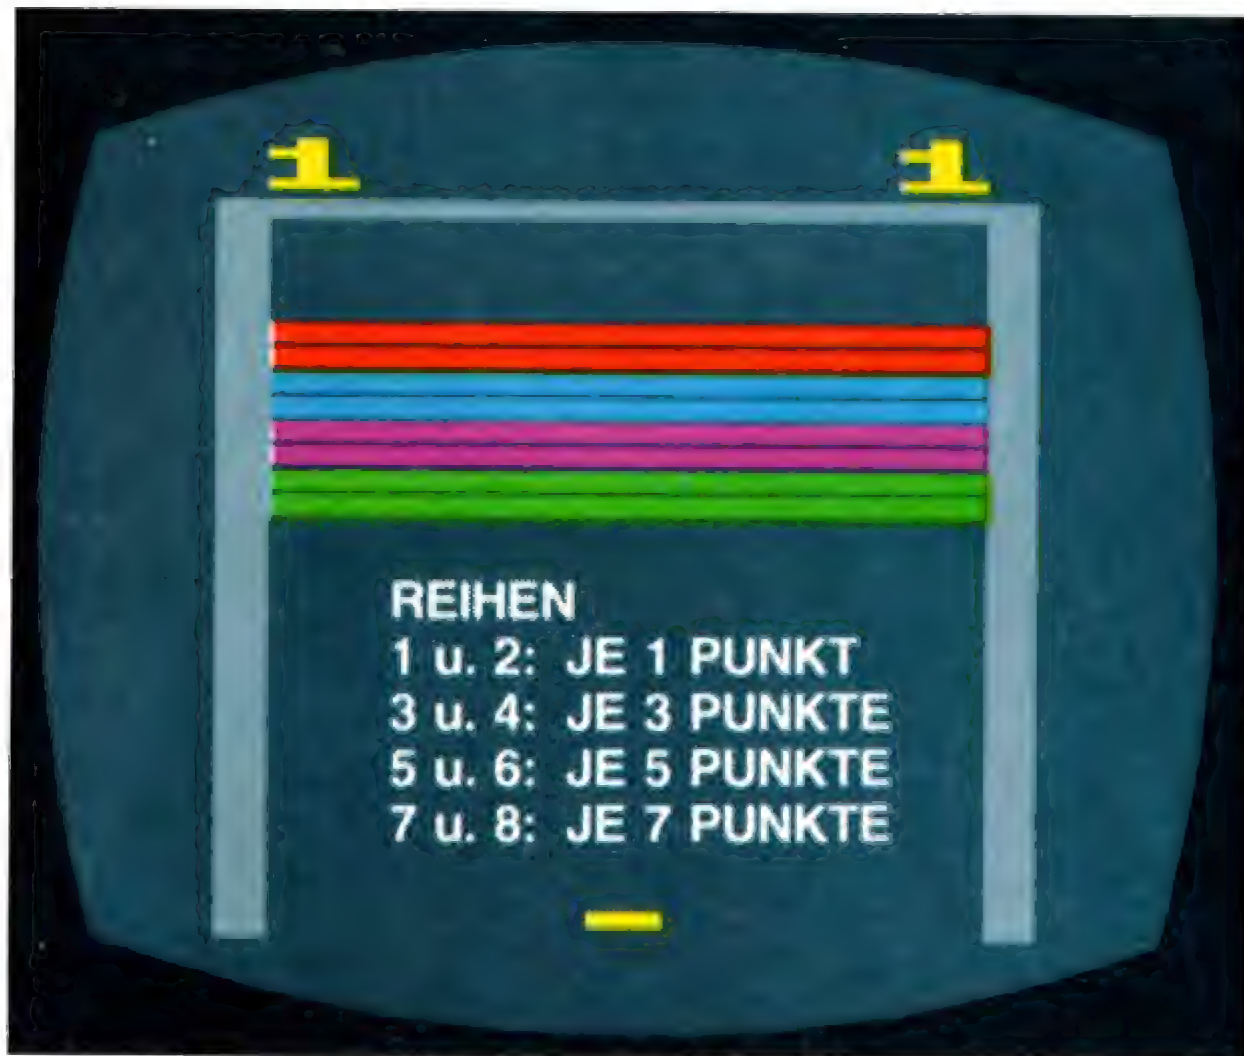 1 1
REIHEN
1 u. 2: JE 1 PUNKT
3 u. 4: JE 3 PUNKTE
5 u. 6: JE 5 PUNKTE
7 u. 8: JE 7 PUNKTE